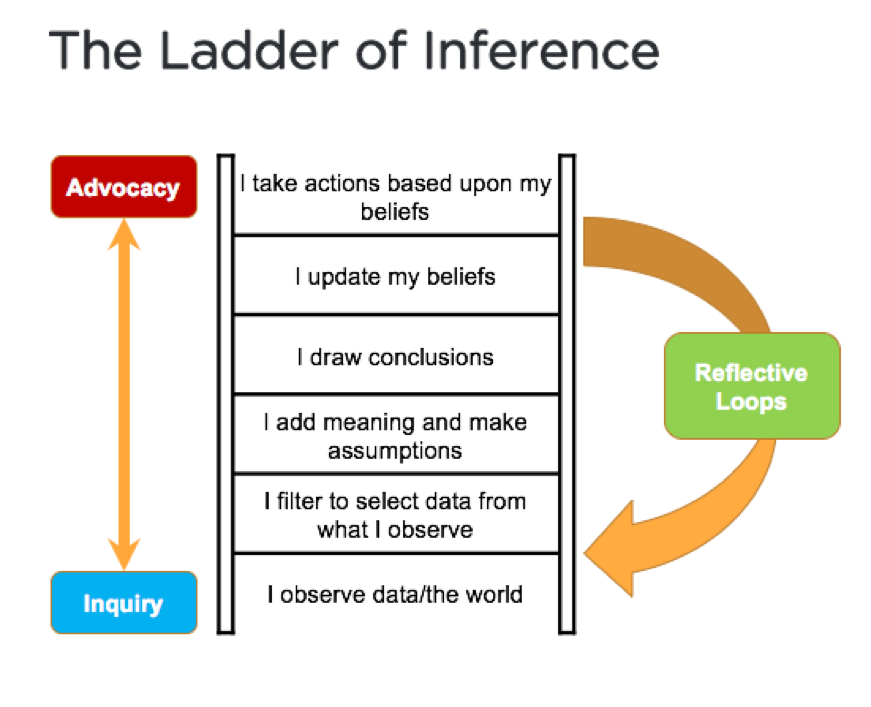 The Ladder of Inference
Advocacy
I take actions based upon my
beliefs
I update my beliefs
I draw conclusions
Reflective
Loops
I add meaning and make
assumptions
I filter to select data from
what I observe
Inquiry
I observe data/the world